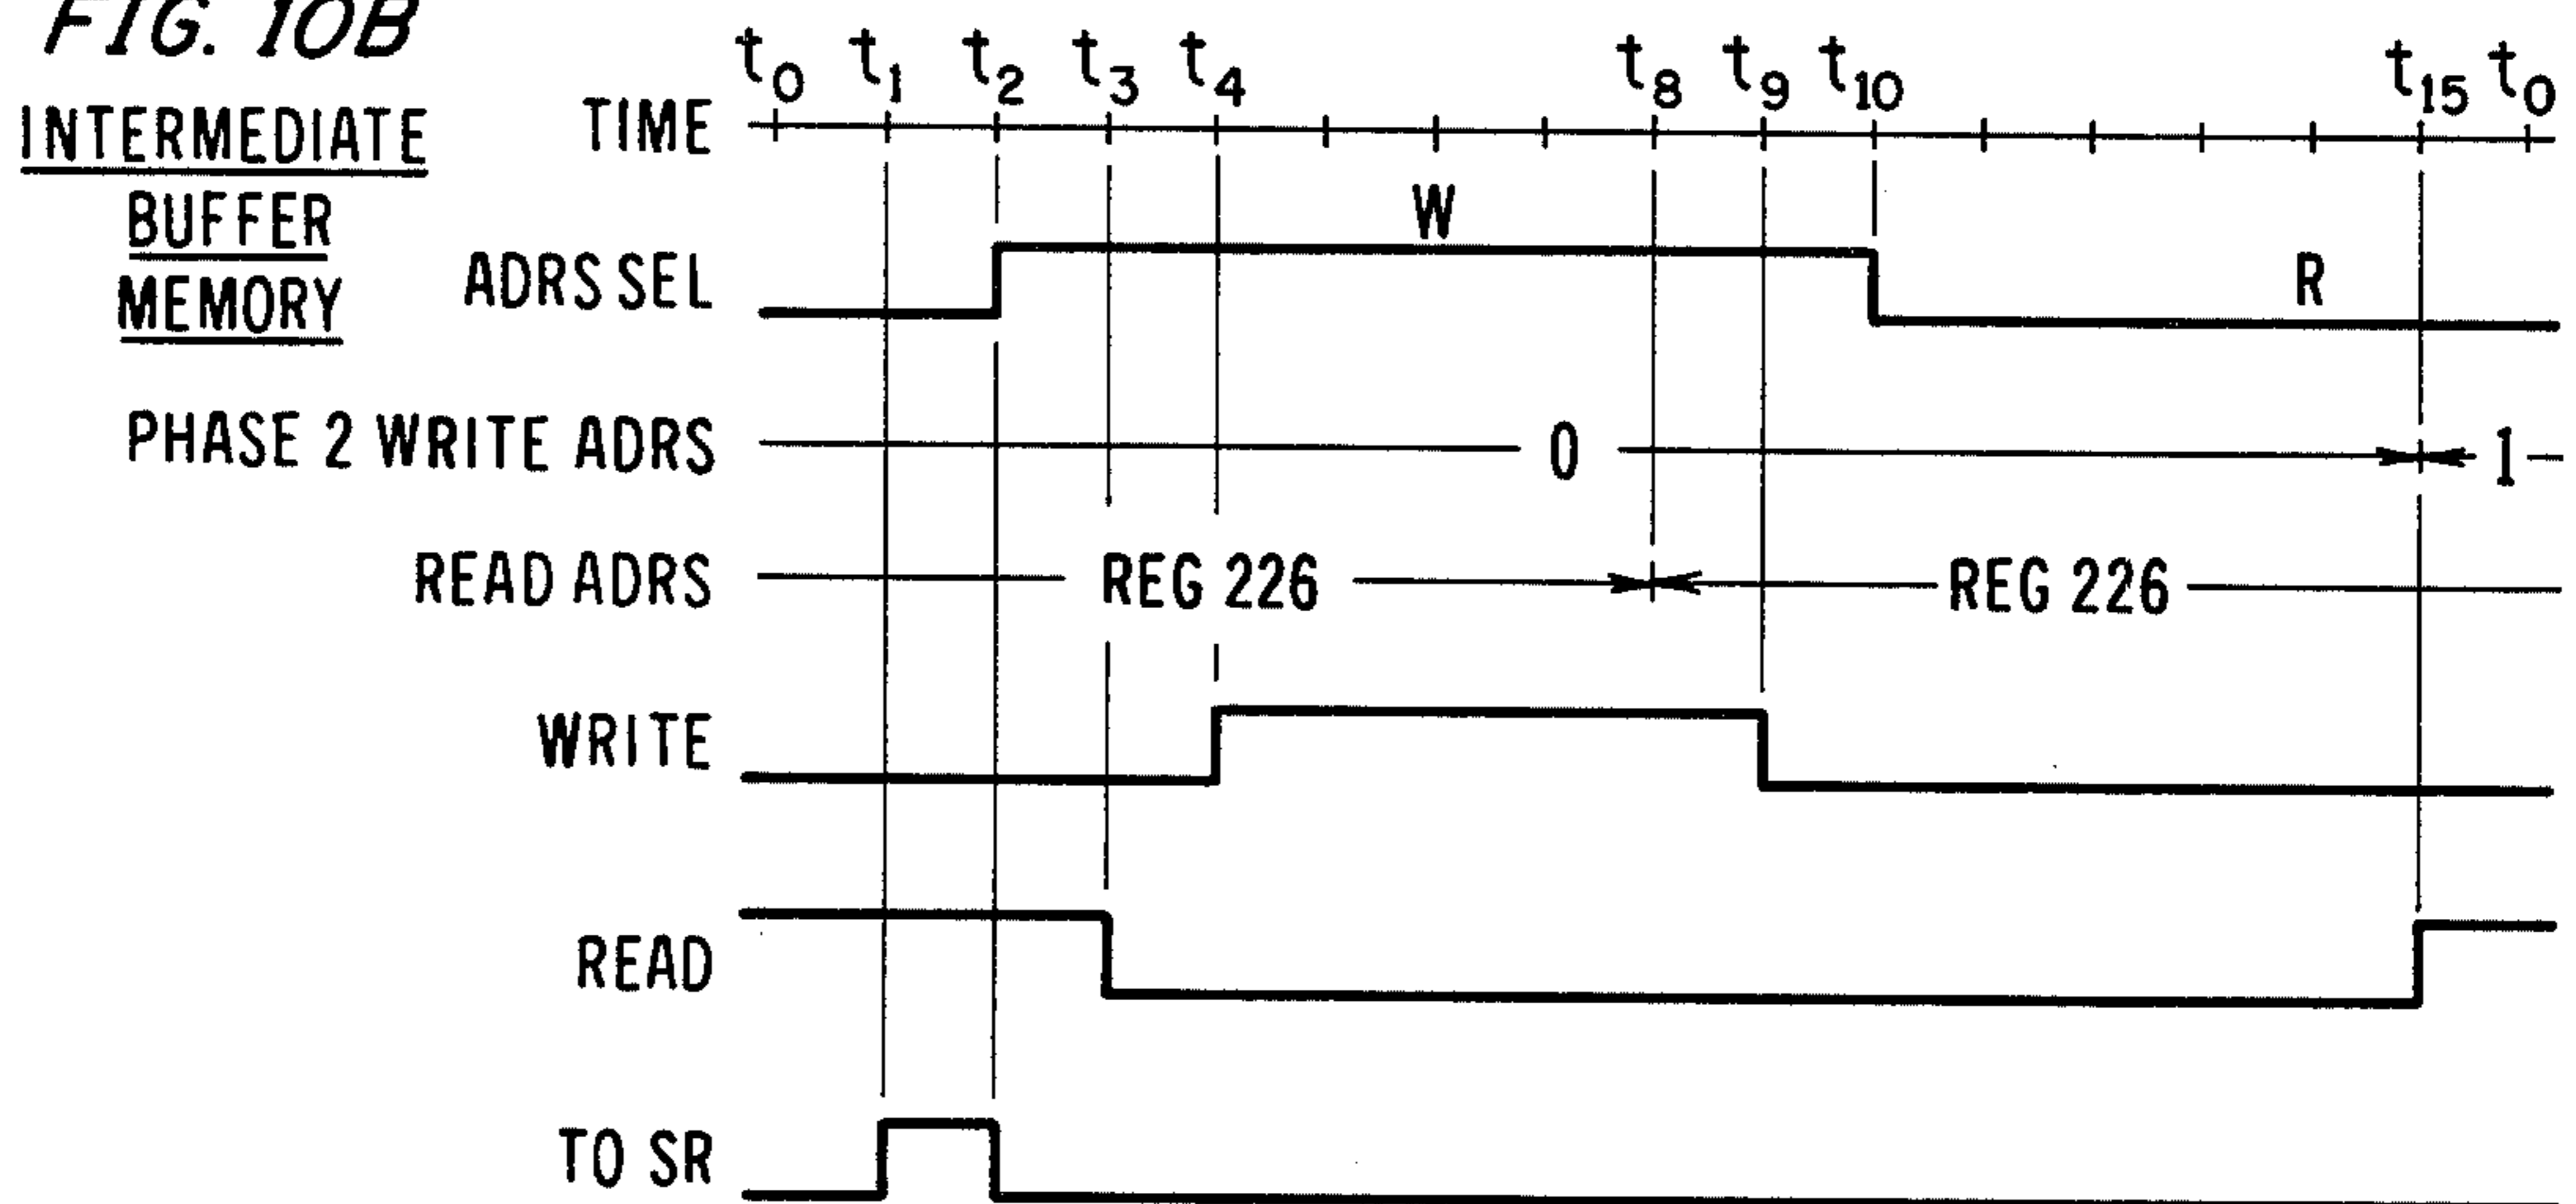 FIG. 10B
INTERMEDIATE
BUFFER
MEMORY
TIME t0 t1 t2 t3 t4 t8 t9 t10 t15 t0
ADRS SEL W R
PHASE 2 WRITE ADRS 0 1
READ ADRS REG 226 REG 226
WRITE
READ
TO SR